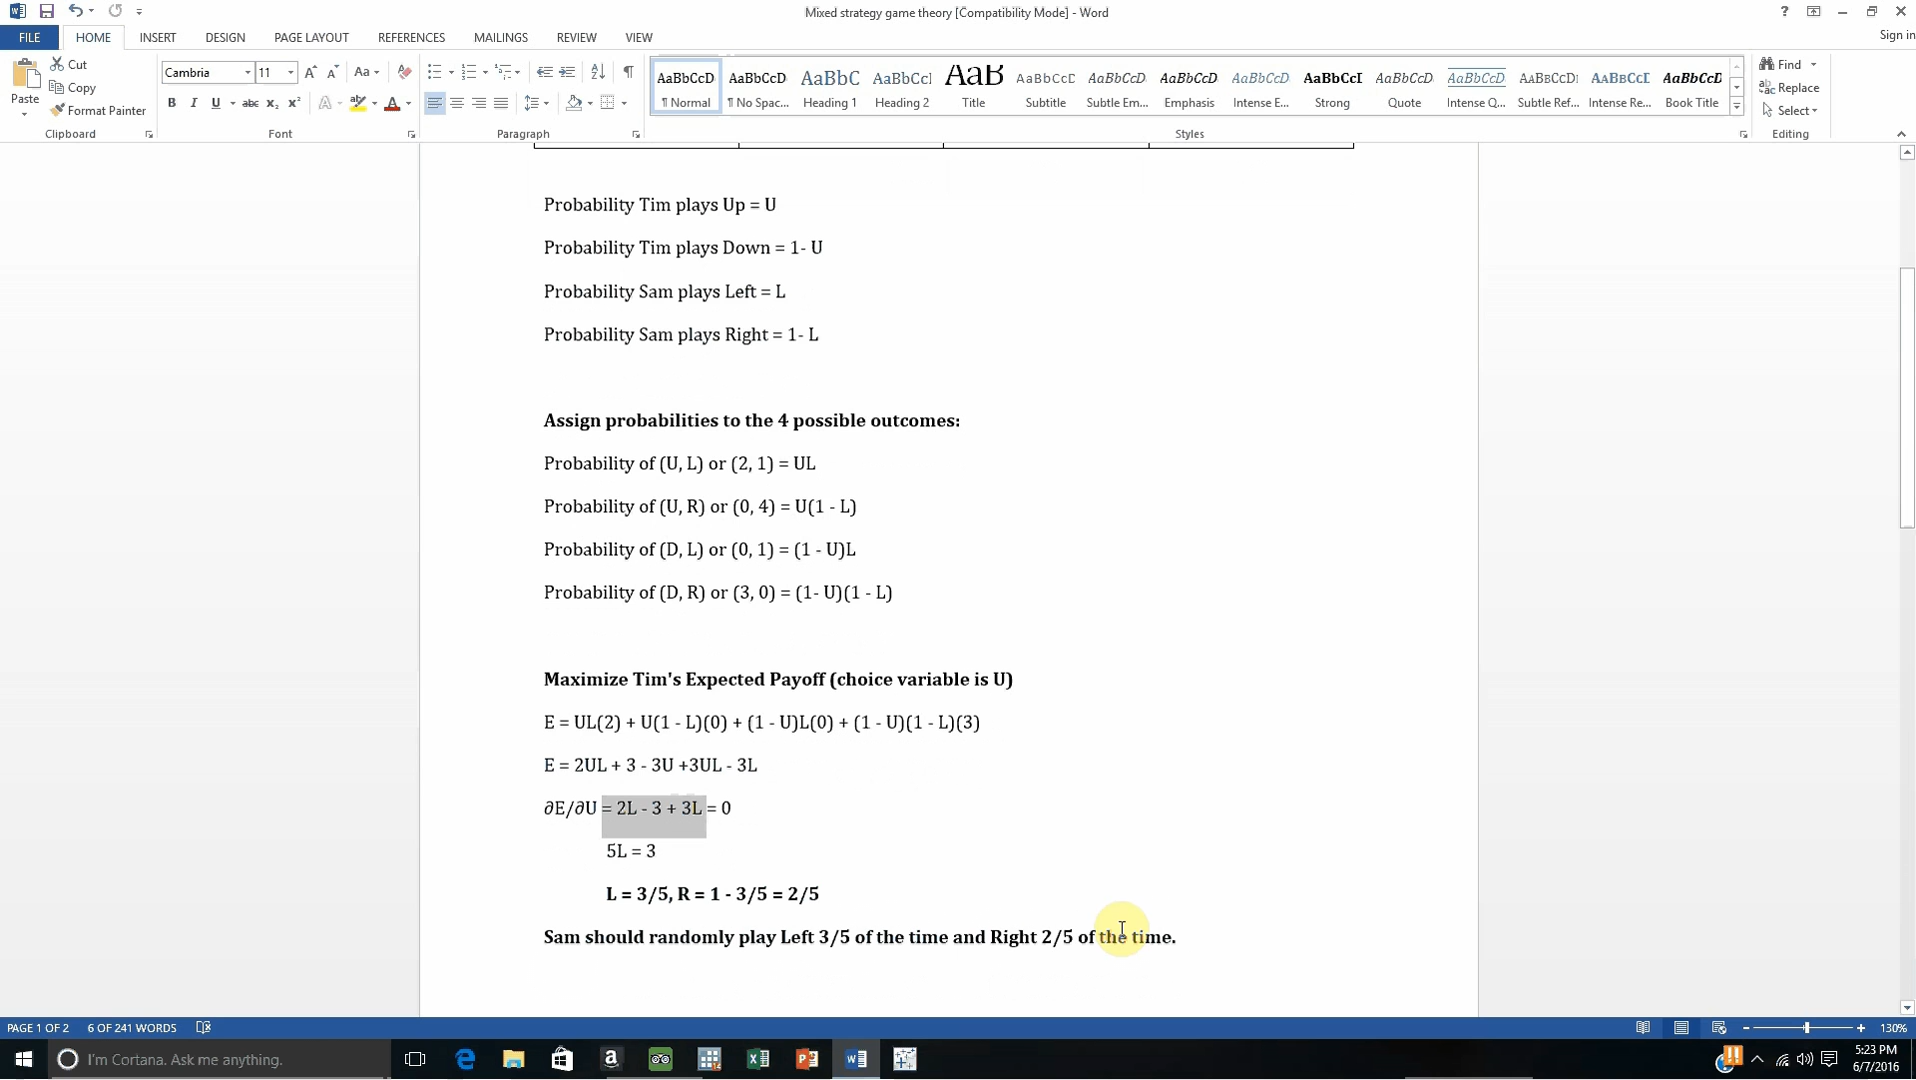 Mixed strategy game theory [Compatibility Mode] - Word
Sign in
FILE HOME INSERT DESIGN PAGE LAYOUT REFERENCES MAILINGS REVIEW VIEW
Paste
Cut
Copy
Format Painter
Clipboard
Cambria 11
Font
Paragraph
AaBbCcD AaBbCcD AaBbC AaBbCcI AaB AaBbCcD AaBbCcD AaBbCcD AaBbCcD AaBbCcI AaBbCcD AaBbCcD AaBbCcD AaBbCcI AaBbCcD
¶ Normal ¶ No Spac... Heading 1 Heading 2 Title Subtitle Subtle Em... Emphasis Intense E... Strong Quote Intense Q... Subtle Ref... Intense Re... Book Title
Styles
Find
Replace
Select
Editing
Probability Tim plays Up = U
Probability Tim plays Down = 1- U
Probability Sam plays Left = L
Probability Sam plays Right = 1- L
Assign probabilities to the 4 possible outcomes:
Probability of (U, L) or (2, 1) = UL
Probability of (U, R) or (0, 4) = U(1 - L)
Probability of (D, L) or (0, 1) = (1 - U)L
Probability of (D, R) or (3, 0) = (1- U)(1 - L)
Maximize Tim's Expected Payoff (choice variable is U)
E = UL(2) + U(1 - L)(0) + (1 - U)L(0) + (1 - U)(1 - L)(3)
E = 2UL + 3 - 3U +3UL - 3L
∂E/∂U = 2L - 3 + 3L = 0
5L = 3
L = 3/5, R = 1 - 3/5 = 2/5
Sam should randomly play Left 3/5 of the time and Right 2/5 of the time.
PAGE 1 OF 2 6 OF 241 WORDS
130%
I'm Cortana. Ask me anything.
5:23 PM
6/7/2016